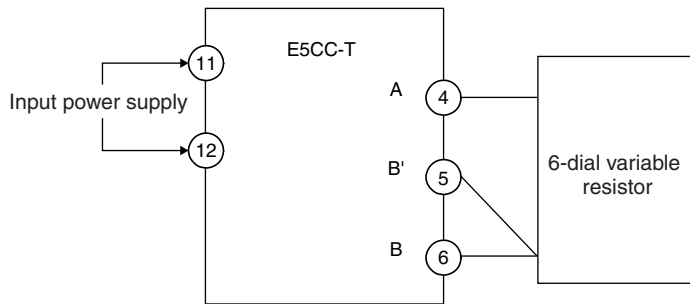 E5CC-T
11
Input power supply
12
A
4
B'
5
B
6
6-dial variable
resistor